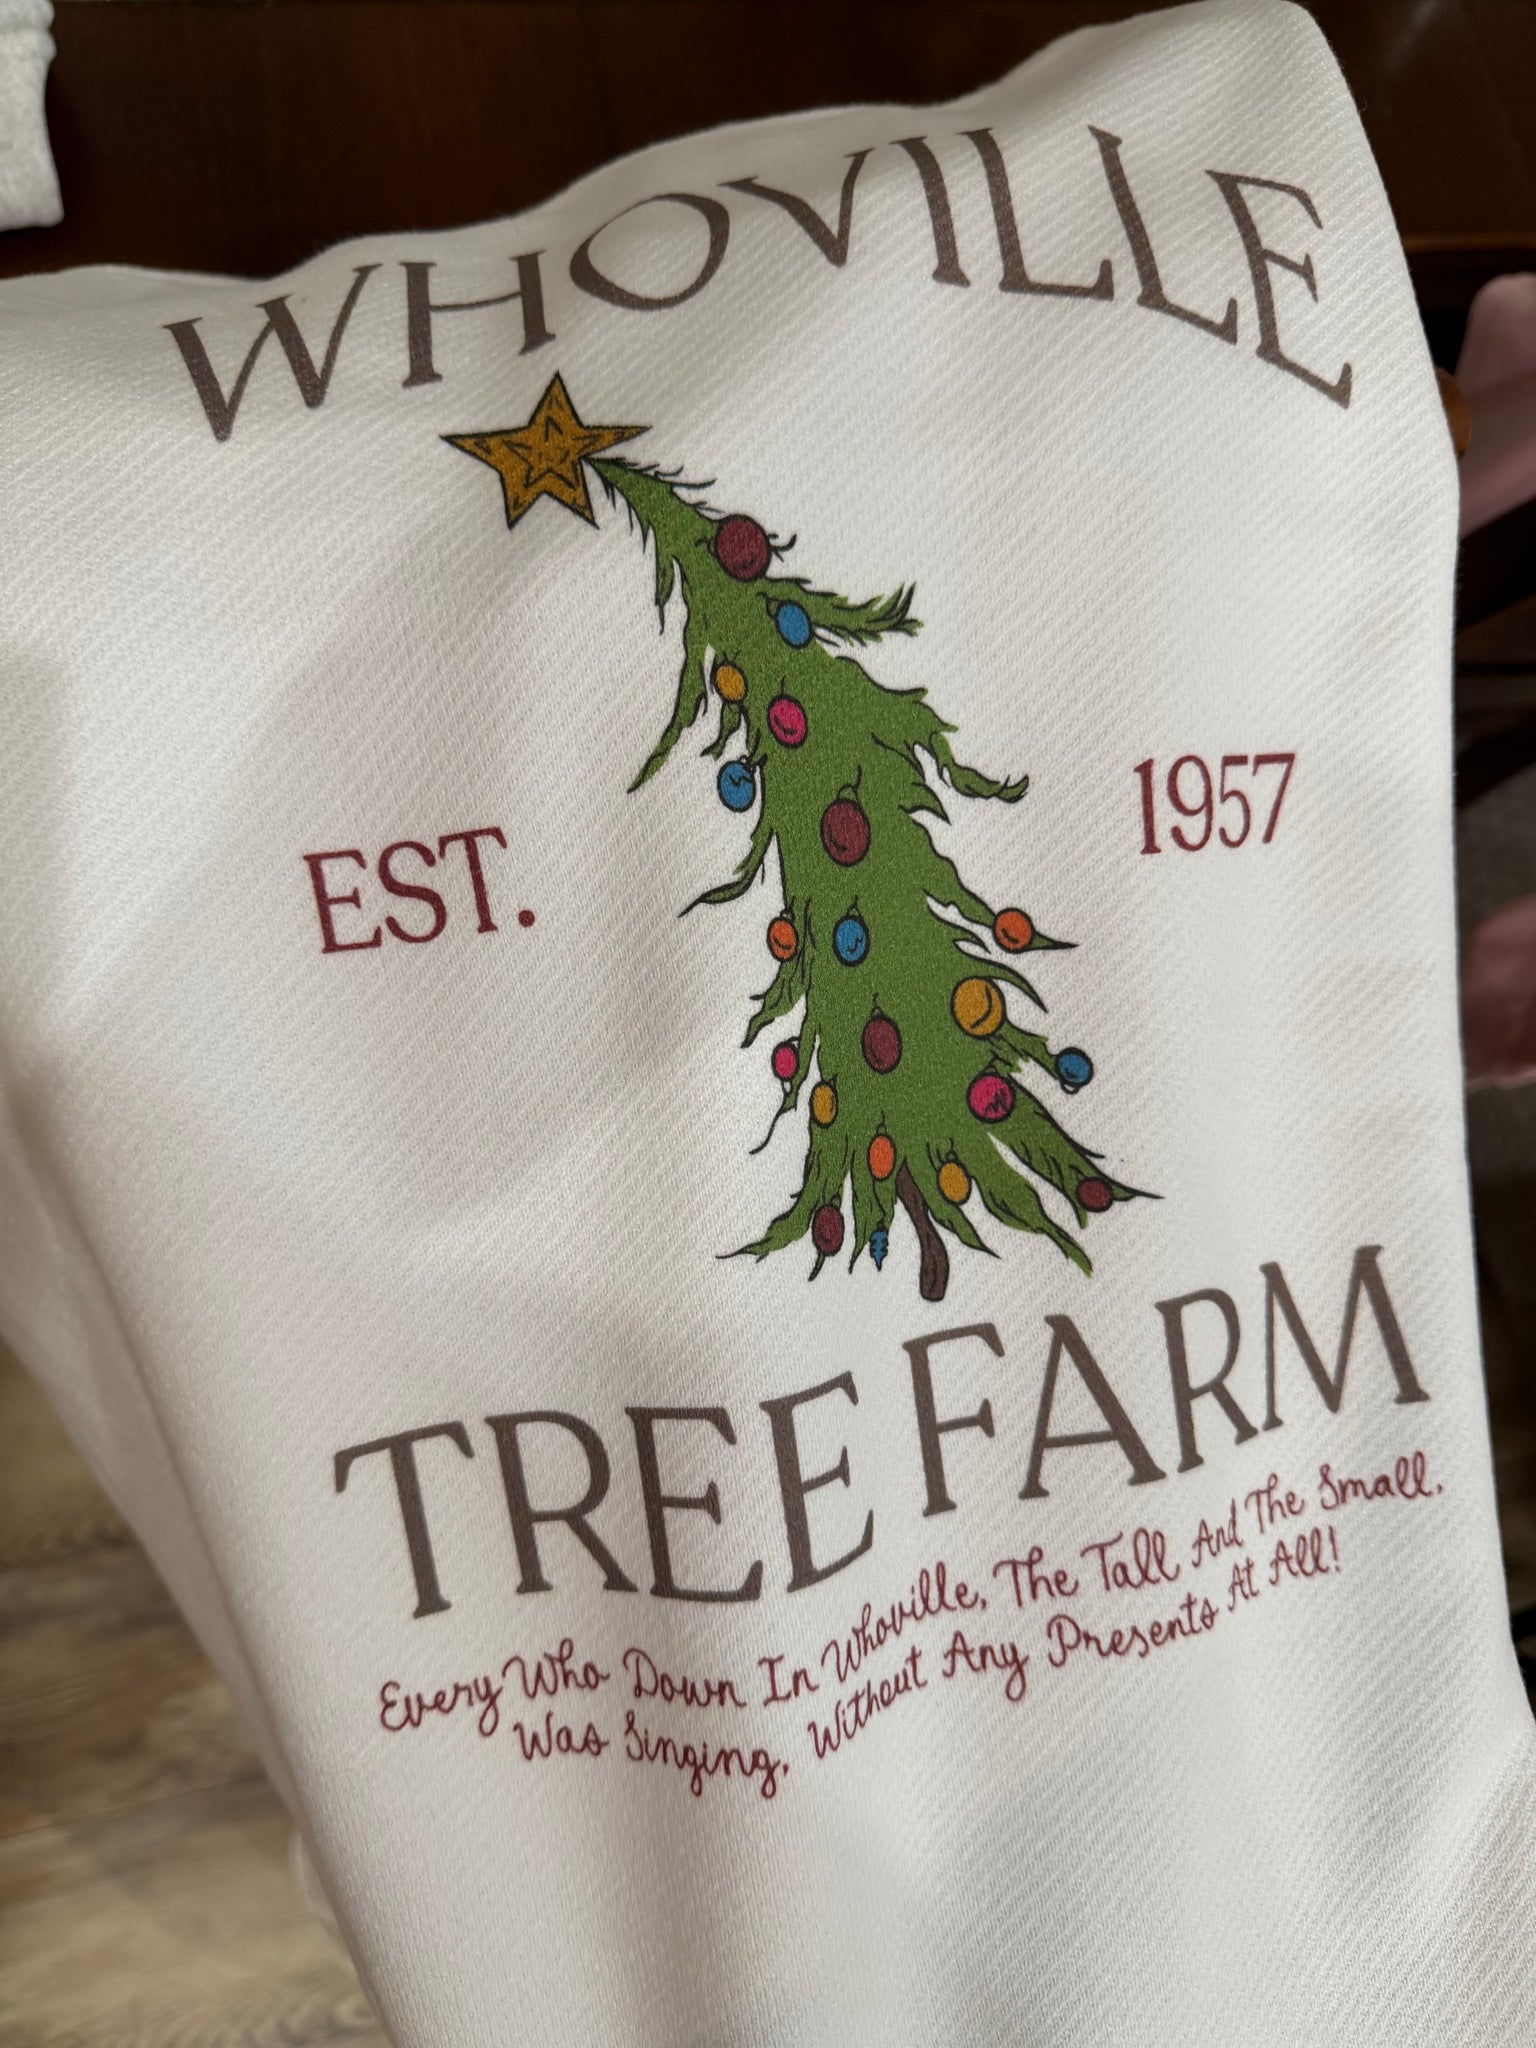 WHOVILLE
EST. 1957
TREE FARM
Every Who Down In Whoville, The Tall And The Small,
Was Singing, Without Any Presents At All!